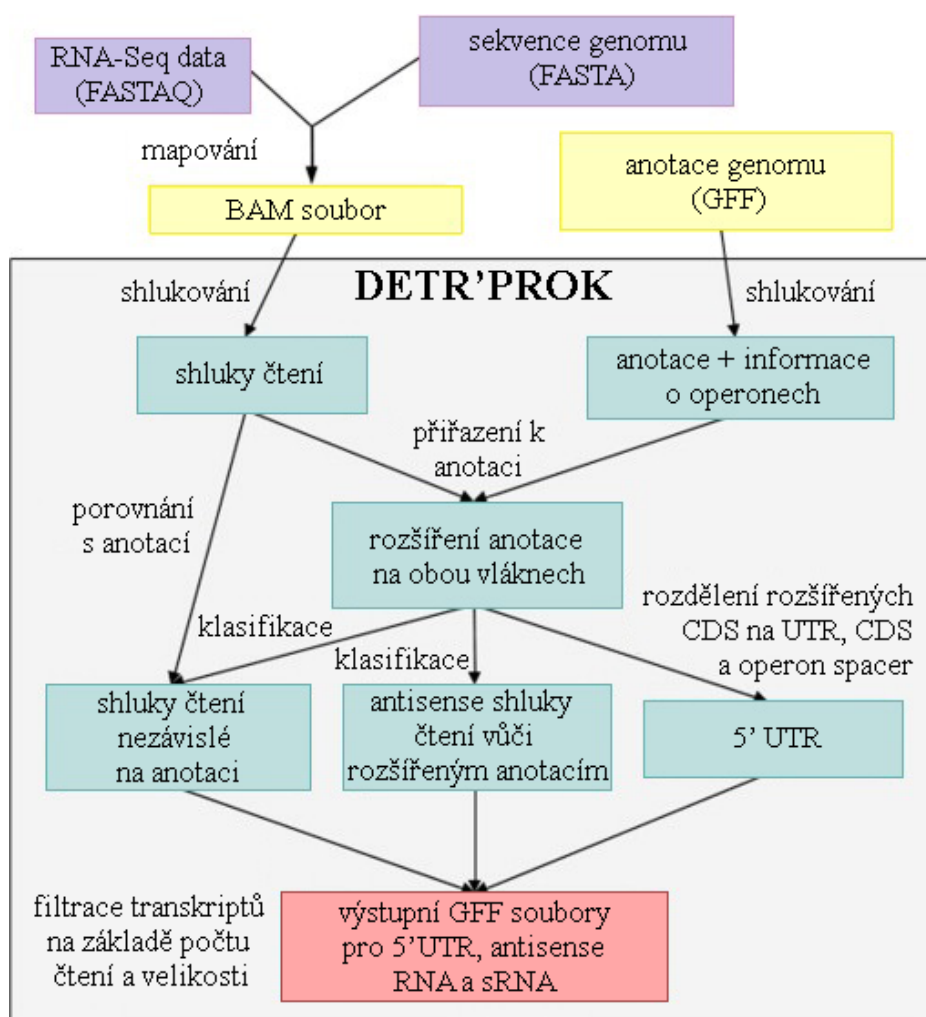 RNA-Seq data
(FASTAQ)
sekvence genomu
(FASTA)
mapování
anotace genomu
(GFF)
BAM soubor
DETR’PROK
shlukování
shlukování
shluky čtení
anotace + informace
o operonech
přiřazení k
anotaci
porovnání
s anotací
rozšíření anotace
na obou vláknech
rozdělení rozšířených
CDS na UTR, CDS
a operon spacer
klasifikace
klasifikace
shluky čtení
nezávislé
na anotaci
antisense shluky
čtení vůči
rozšířeným anotacím
5’ UTR
filtrace transkriptů
na základě počtu
čtení a velikosti
výstupní GFF soubory
pro 5’UTR, antisense
RNA a sRNA